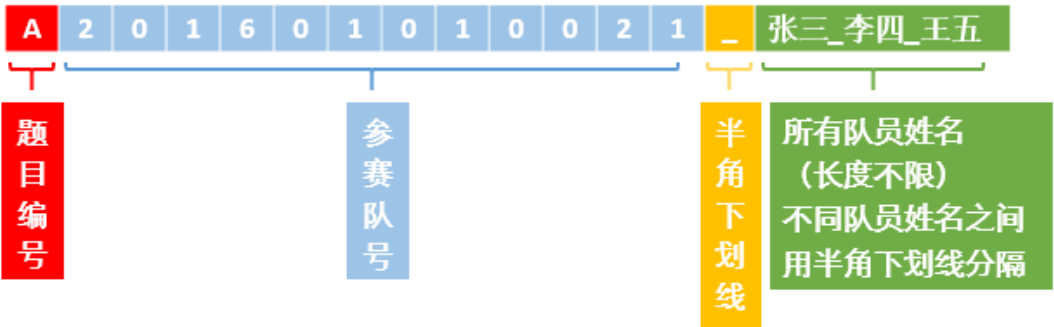 A201601010021_张三_李四_王五
题目编号
参赛队号
半角下划线
所有队员姓名
（长度不限）
不同队员姓名之间
用半角下划线分隔